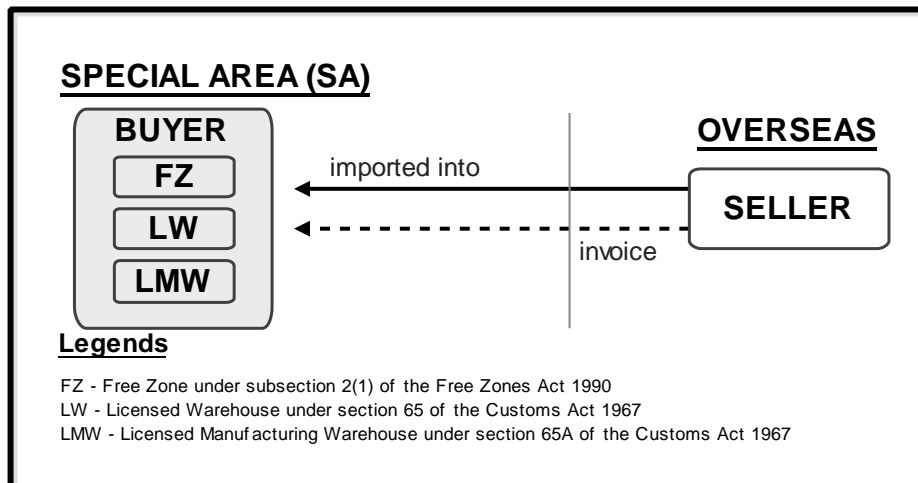 SPECIAL AREA (SA)
BUYER
FZ
LW
LMW
imported into
invoice
OVERSEAS
SELLER
Legends
FZ - Free Zone under subsection 2(1) of the Free Zones Act 1990
LW - Licensed Warehouse under section 65 of the Customs Act 1967
LMW - Licensed Manufacturing Warehouse under section 65A of the Customs Act 1967